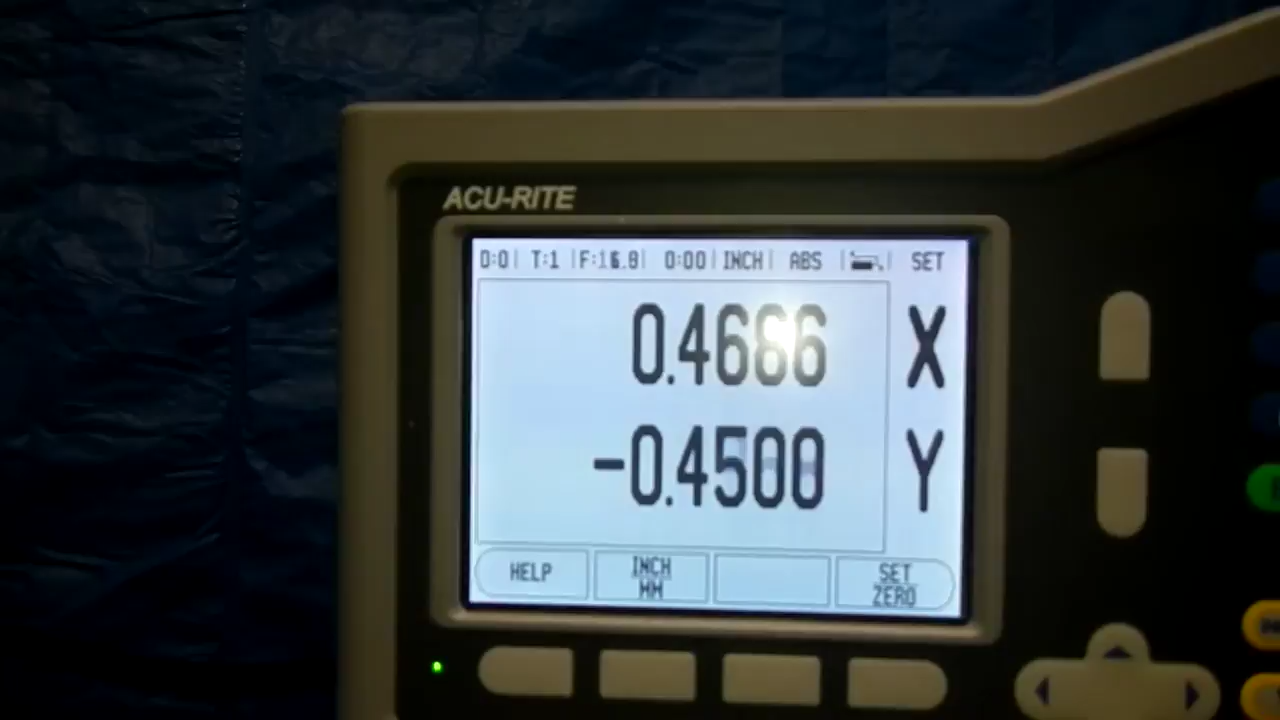 ACU-RITE
D:0 T:1 F:16.8 0:00 INCH ABS SET
0.4666 X
-0.4500 Y
HELP INCH MM SET ZERO